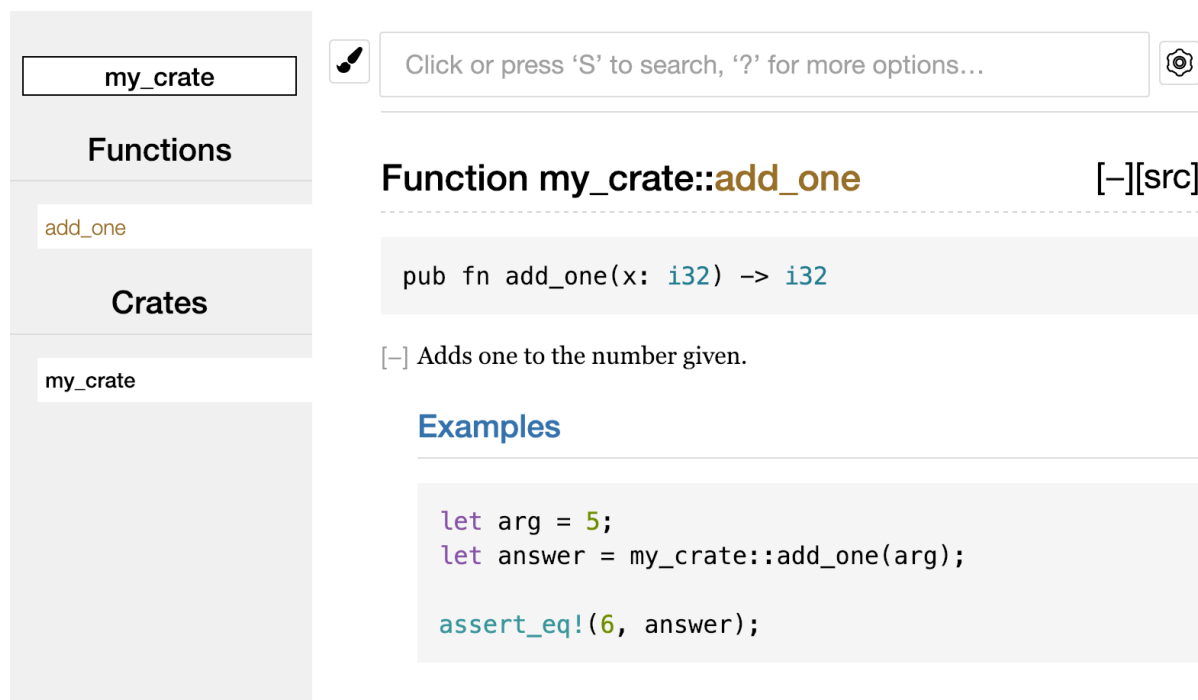 my_crate
Functions
add_one
Crates
my_crate
Click or press ‘S’ to search, ‘?’ for more options…
Function my_crate::add_one [−][src]
pub fn add_one(x: i32) -> i32
[−] Adds one to the number given.
Examples
let arg = 5;
let answer = my_crate::add_one(arg);
assert_eq!(6, answer);